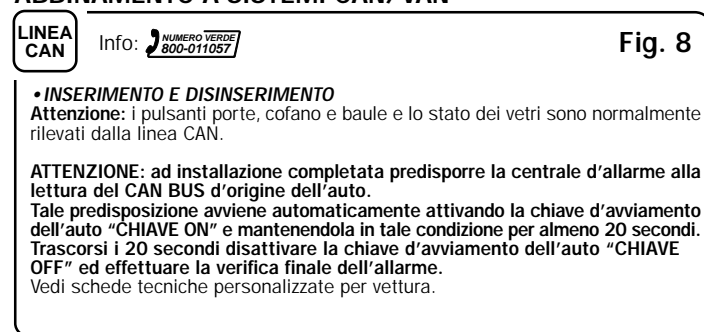 ABBINAMENTO A SISTEMI CAN/VAN
LINEA CAN
Info: NUMERO VERDE 800-011057
Fig. 8
• INSERIMENTO E DISINSERIMENTO
Attenzione: i pulsanti porte, cofano e baule e lo stato dei vetri sono normalmente
rilevati dalla linea CAN.
ATTENZIONE: ad installazione completata predisporre la centrale d'allarme alla
lettura del CAN BUS d'origine dell'auto.
Tale predisposizione avviene automaticamente attivando la chiave d'avviamento
dell'auto “CHIAVE ON” e mantenendola in tale condizione per almeno 20 secondi.
Trascorsi i 20 secondi disattivare la chiave d'avviamento dell'auto “CHIAVE
OFF” ed effettuare la verifica finale dell'allarme.
Vedi schede tecniche personalizzate per vettura.